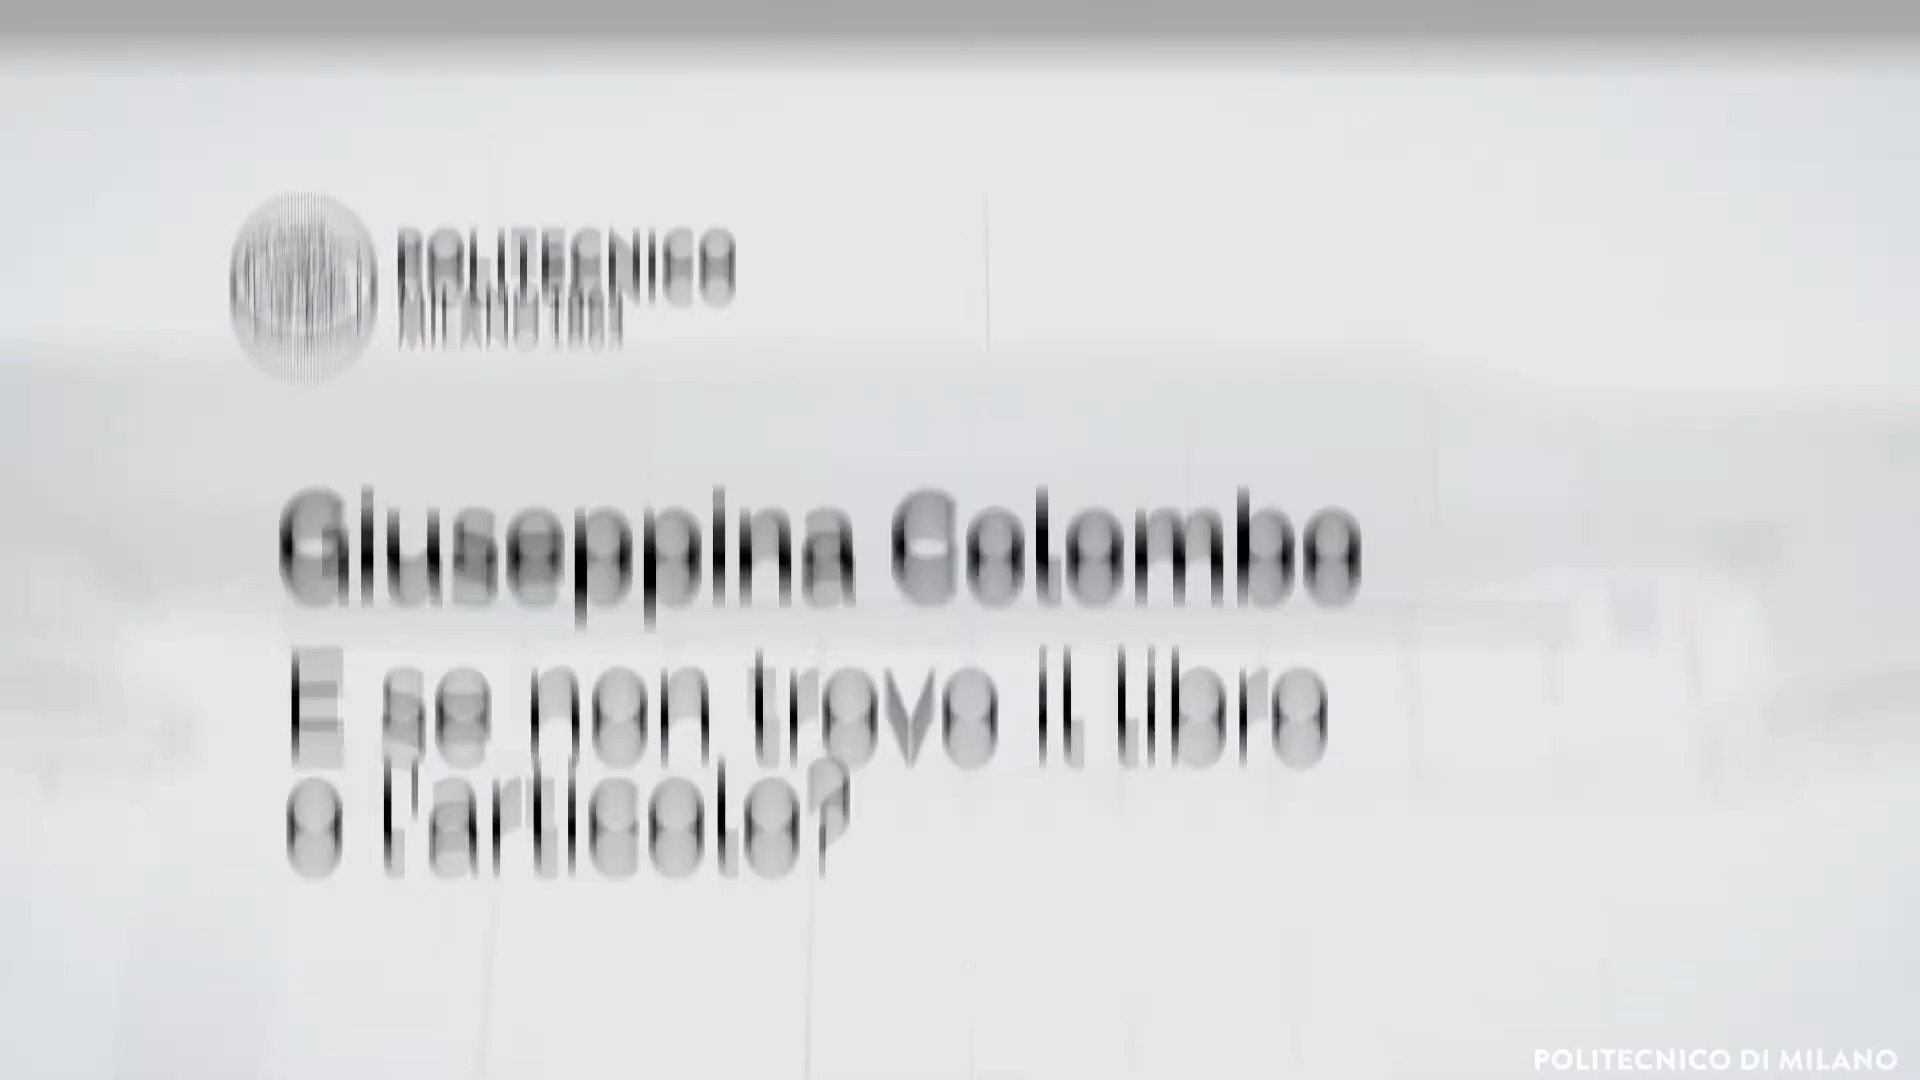 POLITECNICO
MILANO 1863
Giuseppina Colombo
E se non trovo il libro
o l'articolo?
POLITECNICO DI MILANO